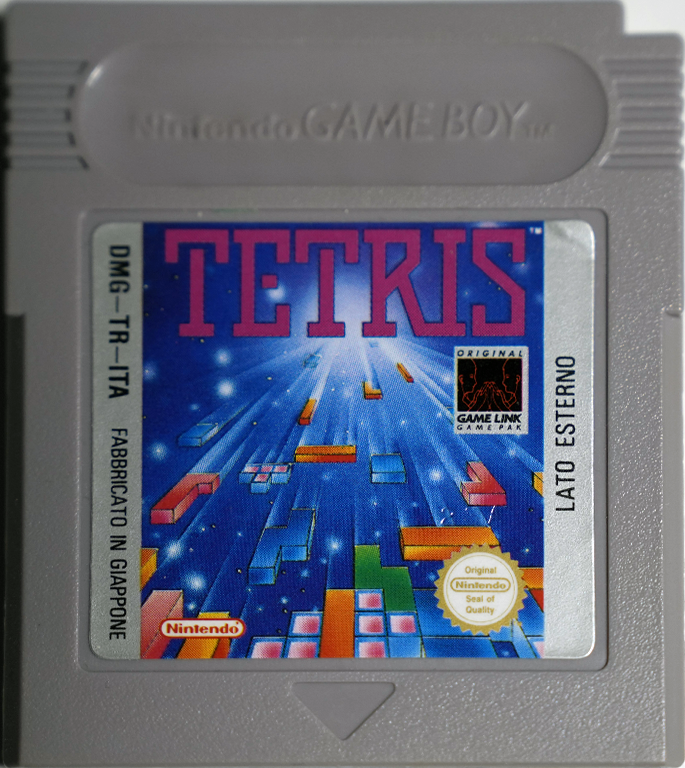 Nintendo GAME BOY TM
TETRIS
TM
DMG-TR-ITA FABBRICATO IN GIAPPONE
ORIGINAL
GAME LINK
GAME PAK
LATO ESTERNO
Original
Nintendo
Seal of
Quality
Nintendo®